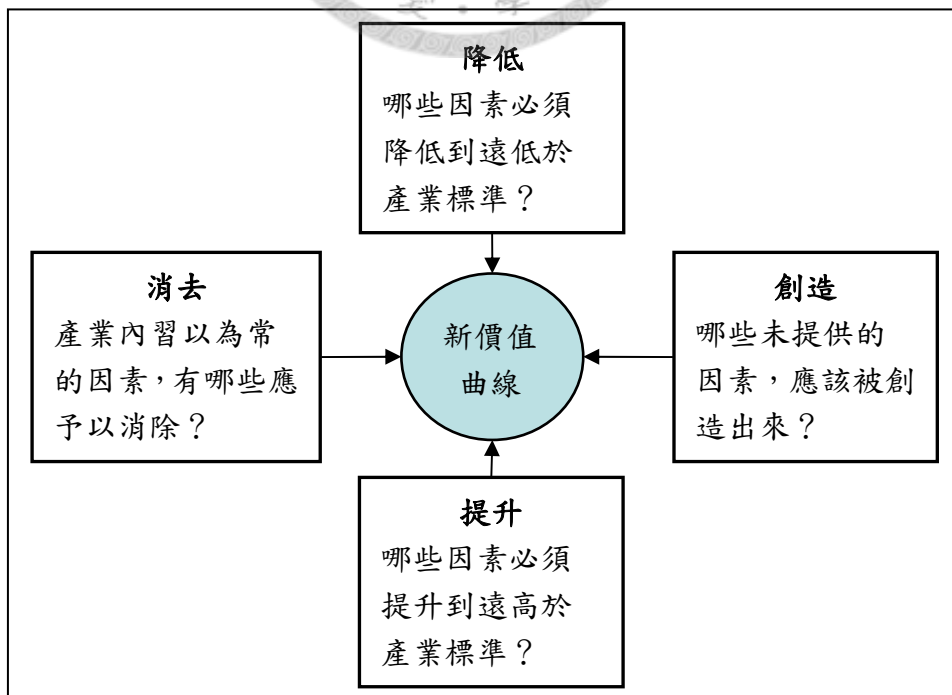 降低
哪些因素必須
降低到遠低於
產業標準？
消去
產業內習以為常
的因素，有哪些應
予以消除？
新價值
曲線
創造
哪些未提供的
因素，應該被創
造出來？
提升
哪些因素必須
提升到遠高於
產業標準？